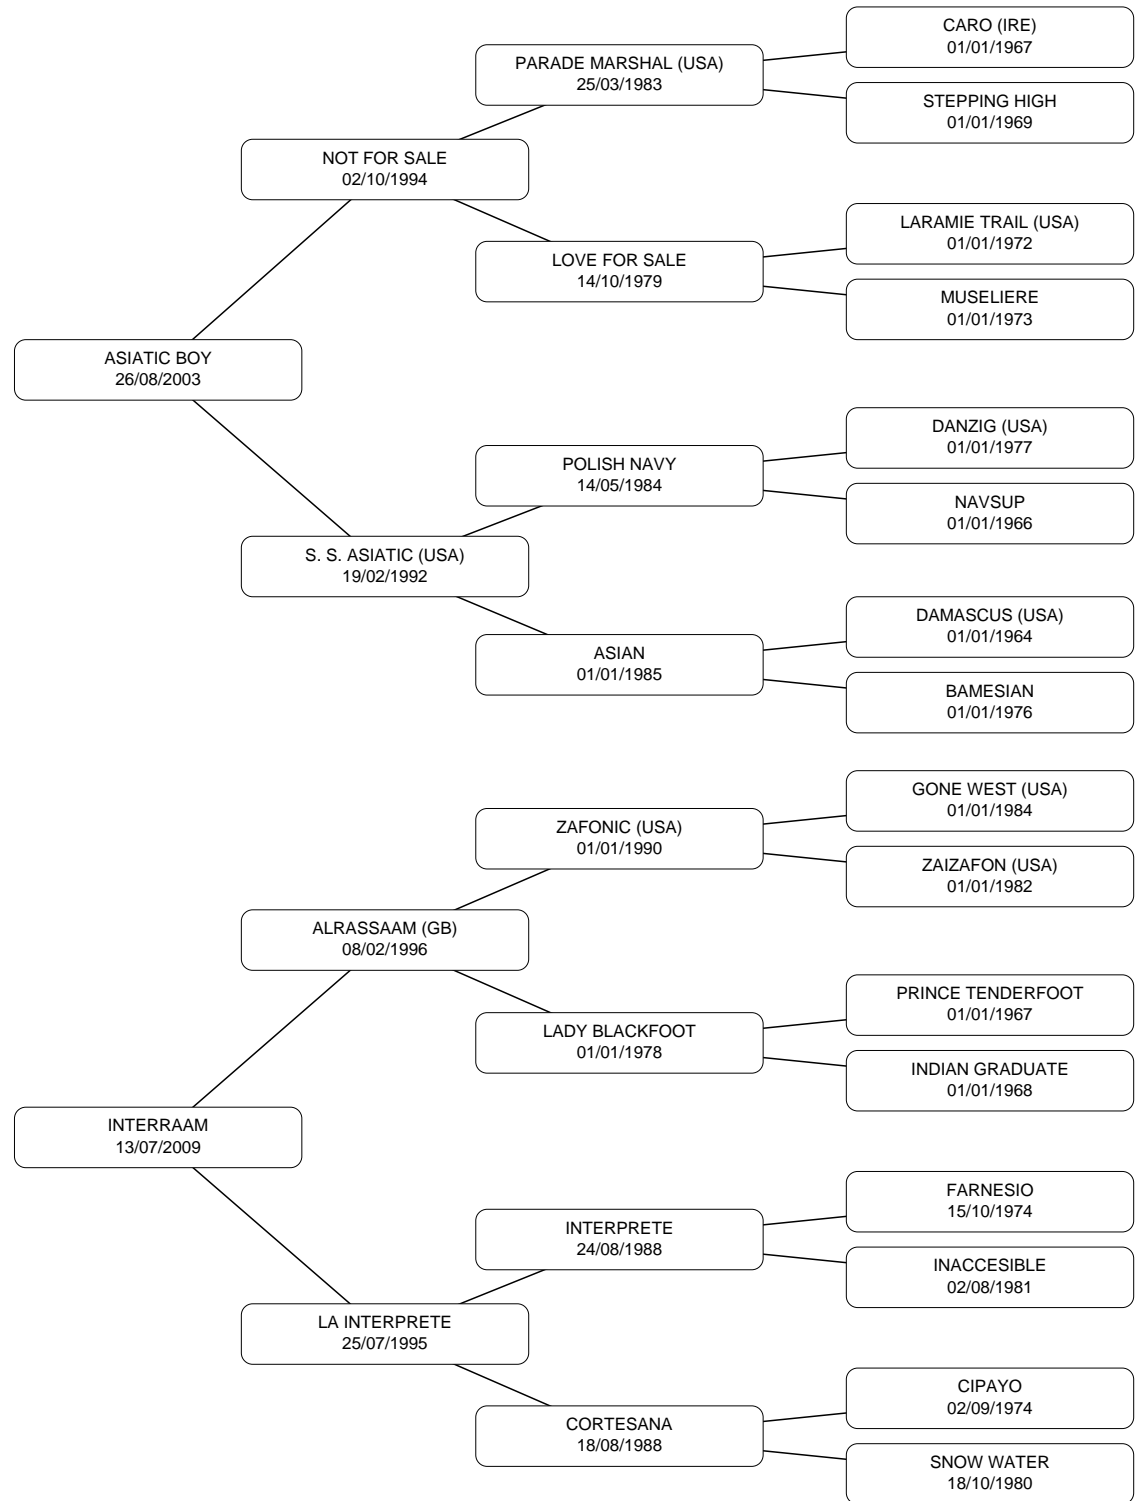 CARO (IRE)
01/01/1967
PARADE MARSHAL (USA)
25/03/1983
STEPPING HIGH
01/01/1969
NOT FOR SALE
02/10/1994
LARAMIE TRAIL (USA)
01/01/1972
LOVE FOR SALE
14/10/1979
MUSELIERE
01/01/1973
ASIATIC BOY
26/08/2003
DANZIG (USA)
01/01/1977
POLISH NAVY
14/05/1984
NAVSUP
01/01/1966
S. S. ASIATIC (USA)
19/02/1992
DAMASCUS (USA)
01/01/1964
ASIAN
01/01/1985
BAMESIAN
01/01/1976
GONE WEST (USA)
01/01/1984
ZAFONIC (USA)
01/01/1990
ZAIZAFON (USA)
01/01/1982
ALRASSAAM (GB)
08/02/1996
PRINCE TENDERFOOT
01/01/1967
LADY BLACKFOOT
01/01/1978
INDIAN GRADUATE
01/01/1968
INTERRAAM
13/07/2009
FARNESIO
15/10/1974
INTERPRETE
24/08/1988
INACCESIBLE
02/08/1981
LA INTERPRETE
25/07/1995
CIPAYO
02/09/1974
CORTESANA
18/08/1988
SNOW WATER
18/10/1980